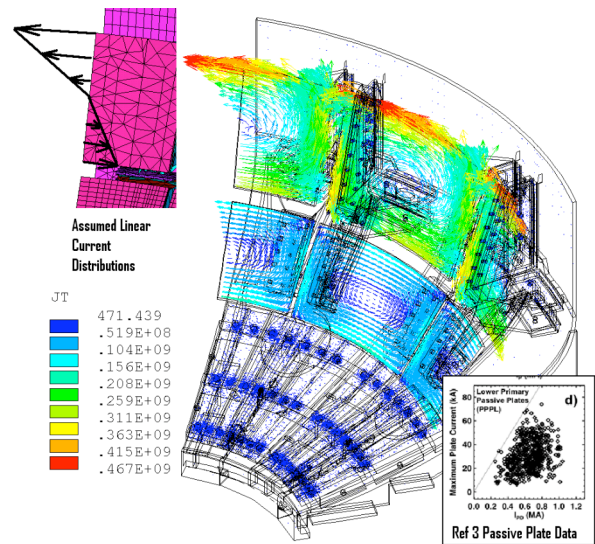 Assumed Linear
Current
Distributions
JT
471.439
.519E+08
.104E+09
.156E+09
.208E+09
.259E+09
.311E+09
.363E+09
.415E+09
.467E+09
d)
Lower Primary
Passive Plates
(PPPL)
Maximum Plate Current (kA)
80
60
40
20
0
0.0 0.2 0.4 0.6 0.8 1.0 1.2
(MA)
Ref 3 Passive Plate Data